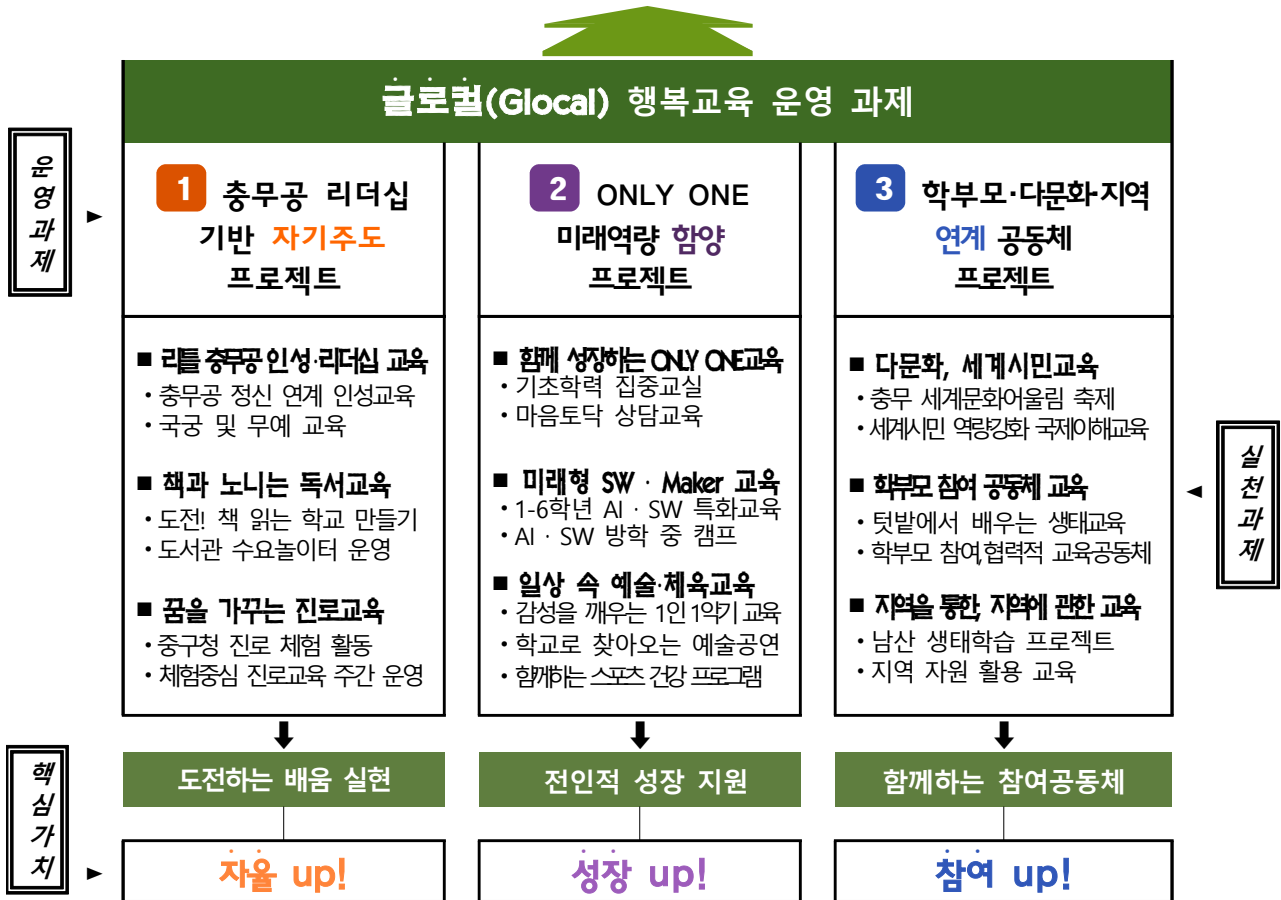 글로컬(Glocal) 행복교육 운영 과제
운영과제
1 충무공 리더십
기반 자기주도
프로젝트
2 ONLY ONE
미래역량 함양
프로젝트
3 학부모·다문화·지역
연계 공동체
프로젝트
■ 리틀 충무공 인성·리더십 교육
• 충무공 정신 연계 인성교육
• 국궁 및 무예 교육
■ 책과 노니는 독서교육
• 도전! 책 읽는 학교 만들기
• 도서관 수요놀이터 운영
■ 꿈을 가꾸는 진로교육
• 중구청 진로 체험 활동
• 체험중심 진로교육 주간 운영
■ 함께 성장하는 ONLY ONE교육
• 기초학력 집중교실
• 마음토닥 상담교육
■ 미래형 SW · Maker 교육
• 1-6학년 AI · SW 특화교육
• AI · SW 방학 중 캠프
■ 일상 속 예술·체육교육
• 감성을 깨우는 1인 1악기 교육
• 학교로 찾아오는 예술공연
• 함께하는 스포츠 건강 프로그램
■ 다문화, 세계시민교육
• 충무 세계문화어울림 축제
• 세계시민 역량강화 국제이해교육
■ 학부모 참여 공동체 교육
• 텃밭에서 배우는 생태교육
• 학부모 참여,협력적 교육공동체
■ 지역을 통한, 지역에 관한 교육
• 남산 생태학습 프로젝트
• 지역 자원 활용 교육
실천과제
핵심가치
도전하는 배움 실현
전인적 성장 지원
함께하는 참여공동체
자율 up!
성장 up!
참여 up!